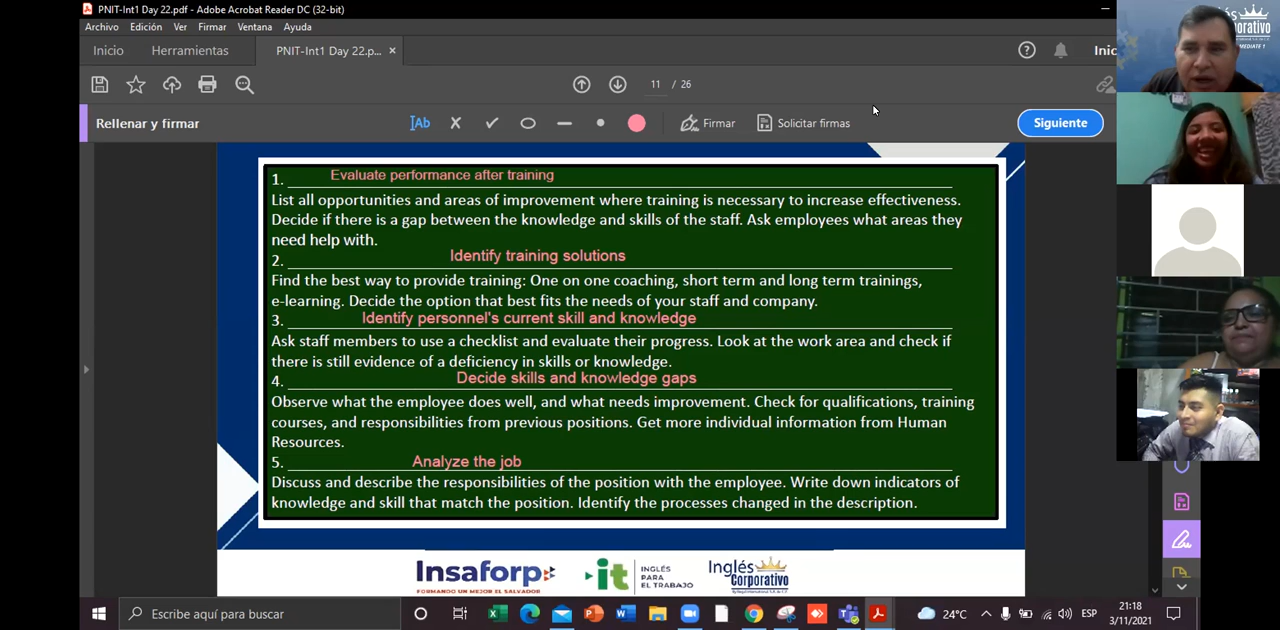 PNIT-Int1 Day 22.pdf - Adobe Acrobat Reader DC (32-bit)
Archivo Edición Ver Firmar Ventana Ayuda
Inicio Herramientas PNIT-Int1 Day 22.p... × Inic
11 / 26
Rellenar y firmar
Ab Firmar Solicitar firmas Siguiente
1. Evaluate performance after training
List all opportunities and areas of improvement where training is necessary to increase effectiveness.
Decide if there is a gap between the knowledge and skills of the staff. Ask employees what areas they
need help with.
2. Identify training solutions
Find the best way to provide training: One on one coaching, short term and long term trainings,
e-learning. Decide the option that best fits the needs of your staff and company.
3. Identify personnel's current skill and knowledge
Ask staff members to use a checklist and evaluate their progress. Look at the work area and check if
there is still evidence of a deficiency in skills or knowledge.
4. Decide skills and knowledge gaps
Observe what the employee does well, and what needs improvement. Check for qualifications, training
courses, and responsibilities from previous positions. Get more individual information from Human
Resources.
5. Analyze the job
Discuss and describe the responsibilities of the position with the employee. Write down indicators of
knowledge and skill that match the position. Identify the processes changed in the description.
Insaforp
FORMANDO UN MEJOR EL SALVADOR
it
INGLÉS
PARA
EL TRABAJO
Inglés
Corporativo
Escribe aquí para buscar
24°C
ESP
21:18
3/11/2021